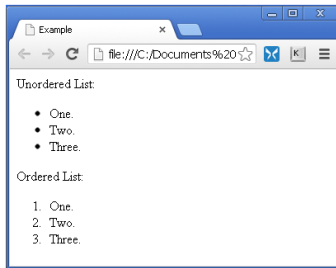 Example
file:///C:/Documents%20
K
Unordered List:
• One.
• Two.
• Three.
Ordered List:
1. One.
2. Two.
3. Three.